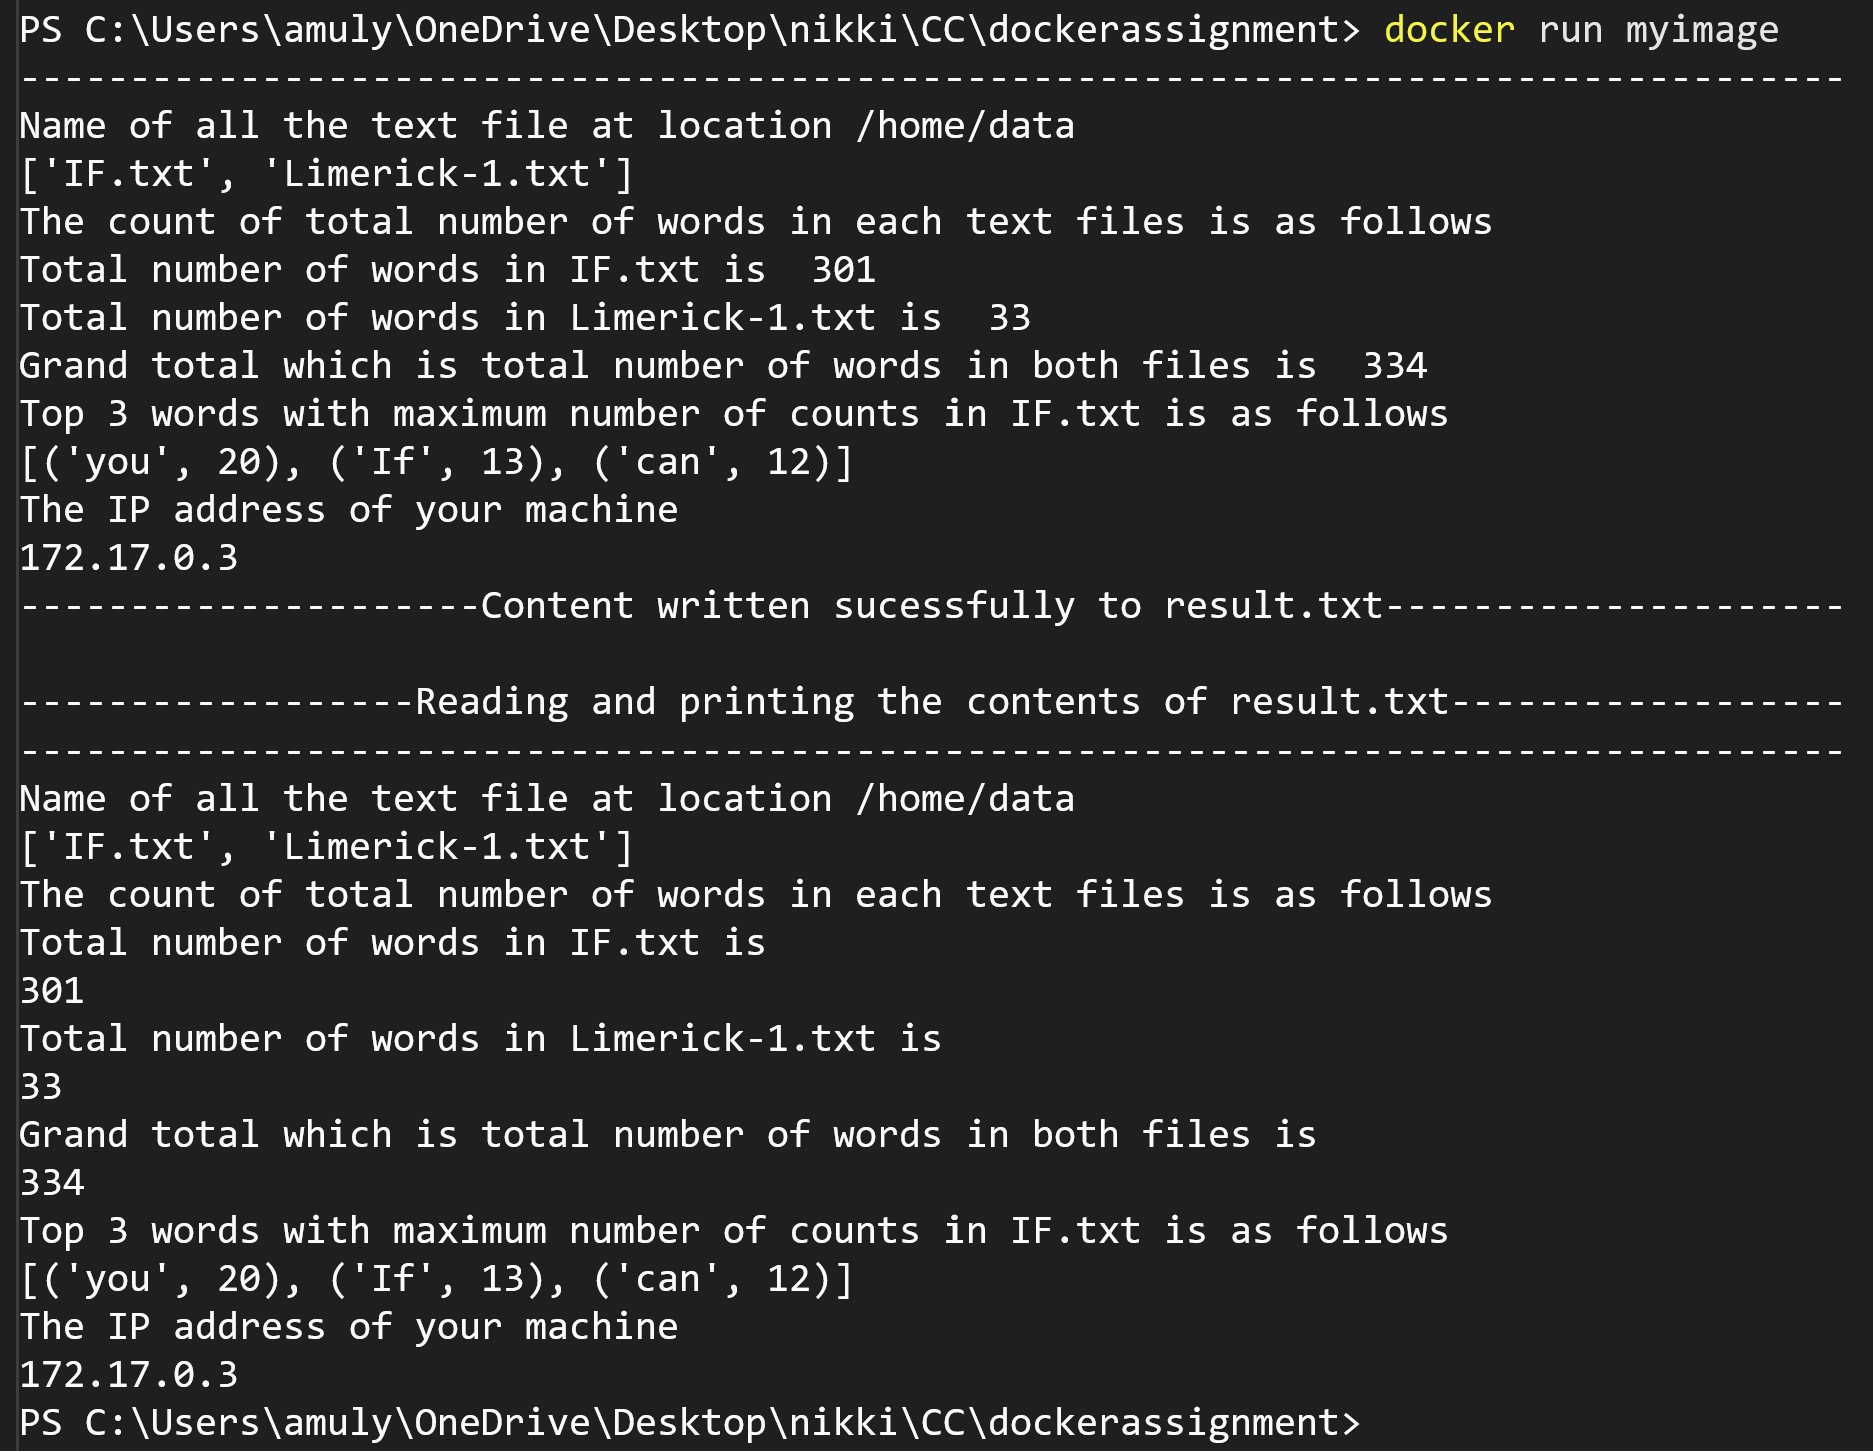 PS C:\Users\amuly\OneDrive\Desktop\nikki\CC\dockerassignment> docker run myimage
-----------------------------------------------------------------------------------
Name of all the text file at location /home/data
['IF.txt', 'Limerick-1.txt']
The count of total number of words in each text files is as follows
Total number of words in IF.txt is  301
Total number of words in Limerick-1.txt is  33
Grand total which is total number of words in both files is  334
Top 3 words with maximum number of counts in IF.txt is as follows
[('you', 20), ('If', 13), ('can', 12)]
The IP address of your machine
172.17.0.3
---------------------Content written sucessfully to result.txt---------------------
------------------Reading and printing the contents of result.txt------------------
-----------------------------------------------------------------------------------
Name of all the text file at location /home/data
['IF.txt', 'Limerick-1.txt']
The count of total number of words in each text files is as follows
Total number of words in IF.txt is
301
Total number of words in Limerick-1.txt is
33
Grand total which is total number of words in both files is
334
Top 3 words with maximum number of counts in IF.txt is as follows
[('you', 20), ('If', 13), ('can', 12)]
The IP address of your machine
172.17.0.3
PS C:\Users\amuly\OneDrive\Desktop\nikki\CC\dockerassignment>